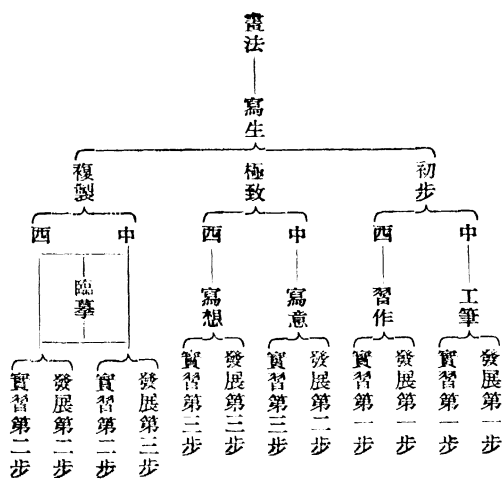 畫法
寫生
初步
極致
複製
中
西
中
西
中
西
工筆
習作
寫意
寫想
臨摹
發展第一步
實習第一步
發展第一步
實習第一步
發展第二步
實習第三步
發展第三步
實習第三步
發展第三步
實習第二步
發展第二步
實習第二步